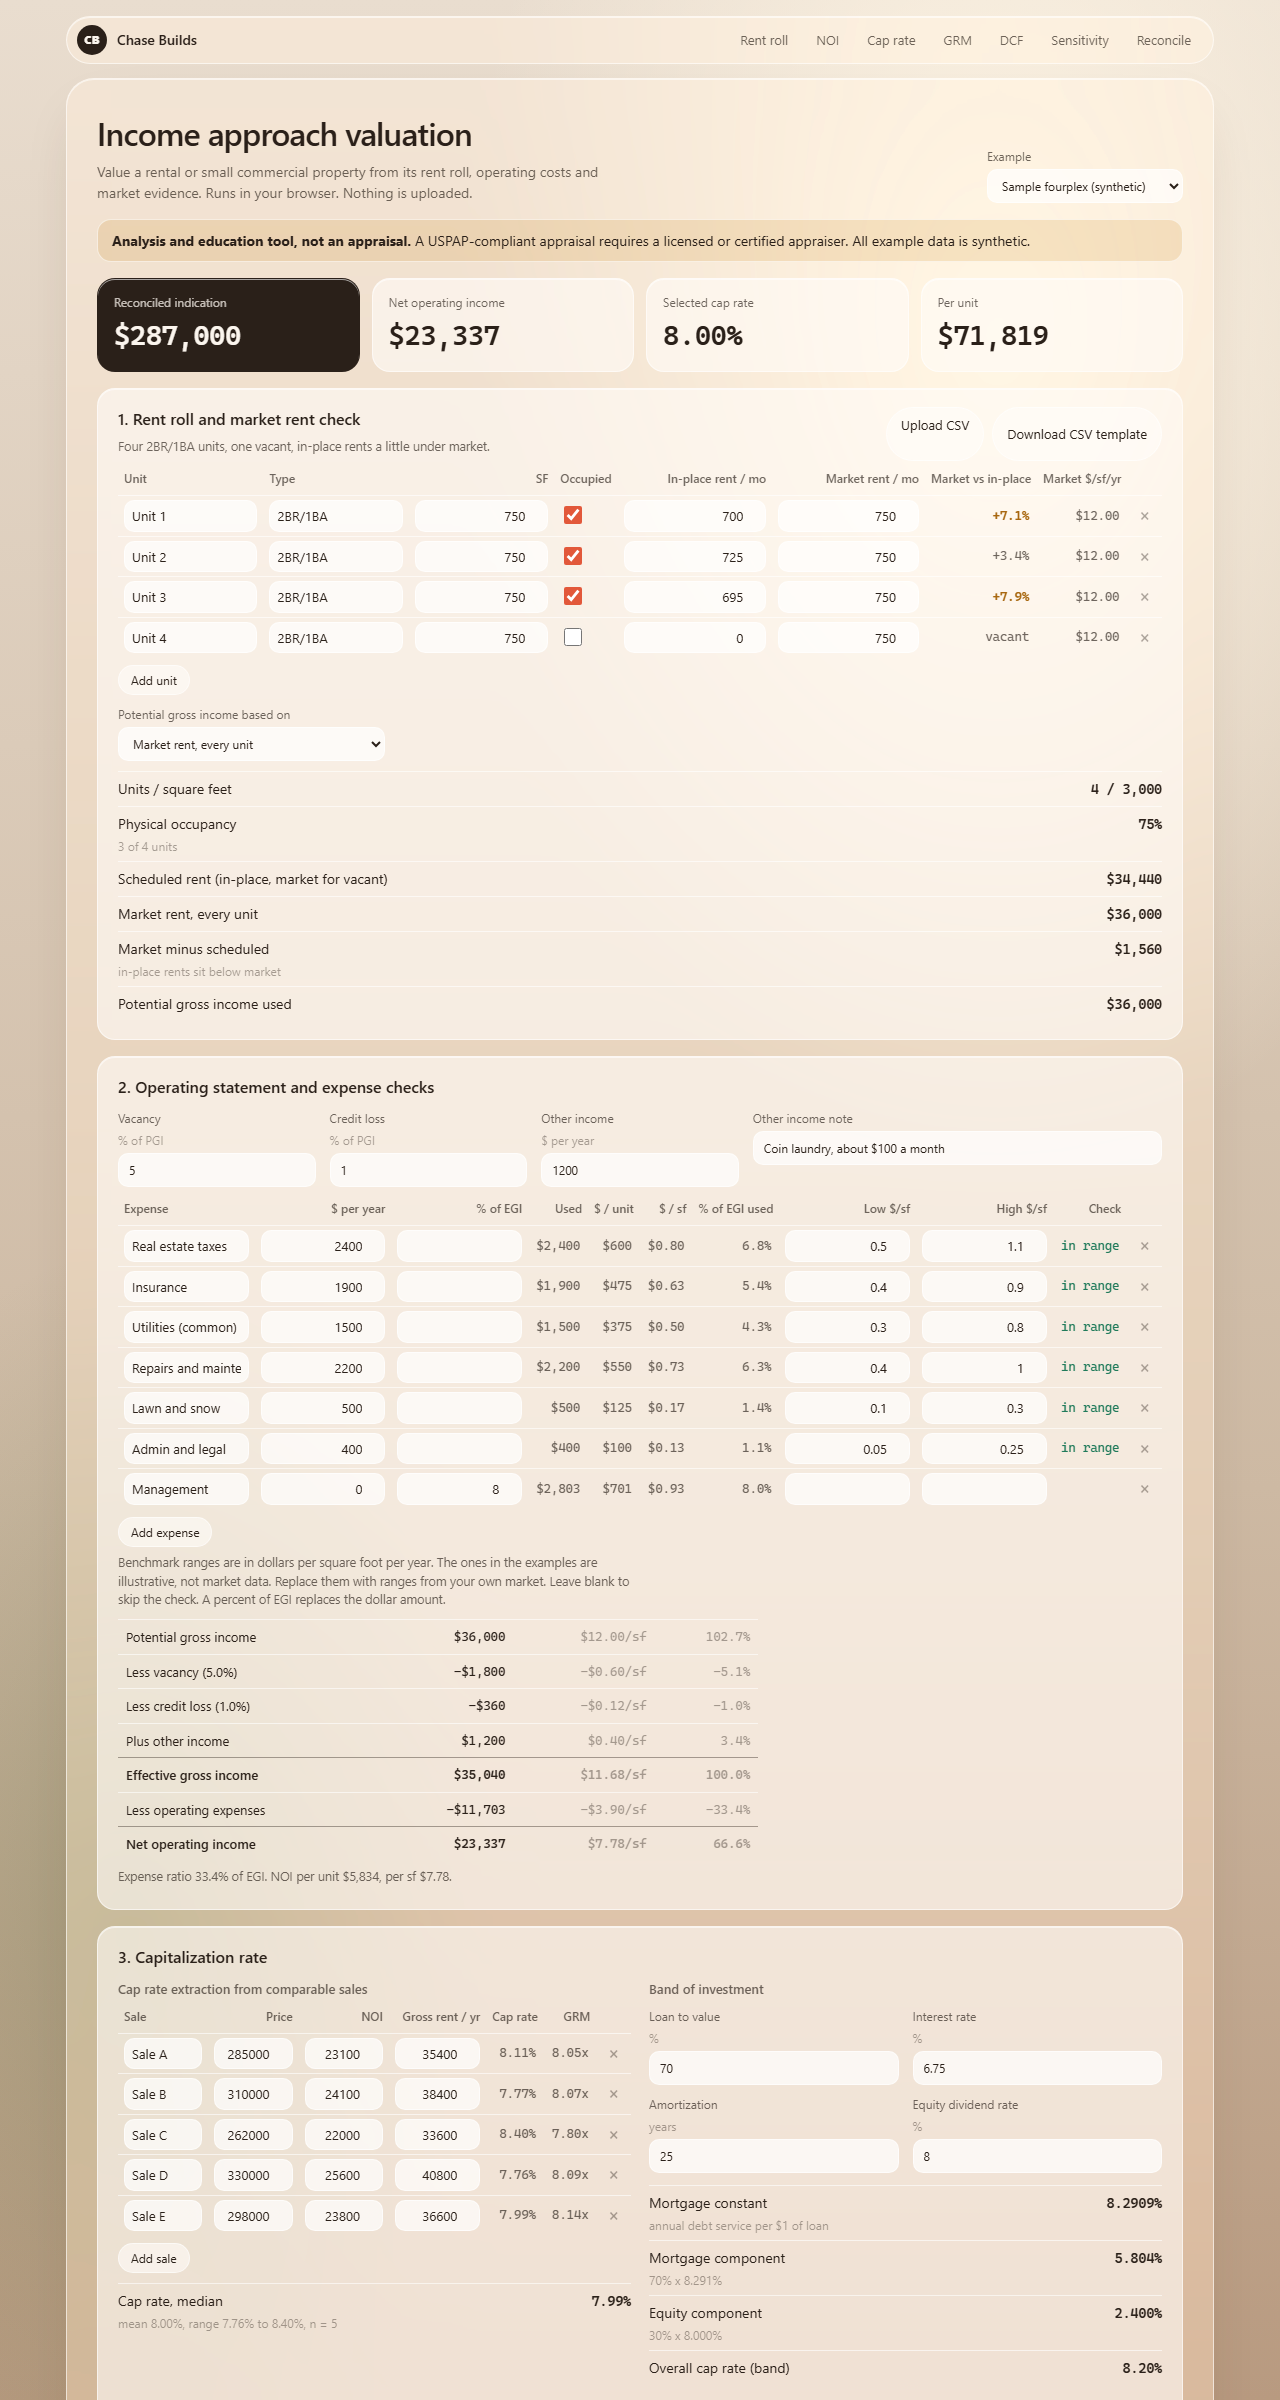 CB Chase Builds Rent roll NOI Cap rate GRM DCF Sensitivity Reconcile
Income approach valuation
Value a rental or small commercial property from its rent roll, operating costs and
market evidence. Runs in your browser. Nothing is uploaded.
Example
Sample fourplex (synthetic)
Analysis and education tool, not an appraisal. A USPAP-compliant appraisal requires a licensed or certified appraiser. All example data is synthetic.
Reconciled indication
$287,000
Net operating income
$23,337
Selected cap rate
8.00%
Per unit
$71,819
1. Rent roll and market rent check
Four 2BR/1BA units, one vacant, in-place rents a little under market.
Upload CSV
Download CSV template
Unit Type SF Occupied In-place rent / mo Market rent / mo Market vs in-place Market $/sf/yr
Unit 1 2BR/1BA 750 700 750 +7.1% $12.00 ×
Unit 2 2BR/1BA 750 725 750 +3.4% $12.00 ×
Unit 3 2BR/1BA 750 695 750 +7.9% $12.00 ×
Unit 4 2BR/1BA 750 0 750 vacant $12.00 ×
Add unit
Potential gross income based on
Market rent, every unit
Units / square feet 4 / 3,000
Physical occupancy 75%
3 of 4 units
Scheduled rent (in-place, market for vacant) $34,440
Market rent, every unit $36,000
Market minus scheduled $1,560
in-place rents sit below market
Potential gross income used $36,000
2. Operating statement and expense checks
Vacancy Credit loss Other income Other income note
% of PGI % of PGI $ per year
5 1 1200 Coin laundry, about $100 a month
Expense $ per year % of EGI Used $ / unit $ / sf % of EGI used Low $/sf High $/sf Check
Real estate taxes 2400 $2,400 $600 $0.80 6.8% 0.5 1.1 in range ×
Insurance 1900 $1,900 $475 $0.63 5.4% 0.4 0.9 in range ×
Utilities (common) 1500 $1,500 $375 $0.50 4.3% 0.3 0.8 in range ×
Repairs and mainte 2200 $2,200 $550 $0.73 6.3% 0.4 1 in range ×
Lawn and snow 500 $500 $125 $0.17 1.4% 0.1 0.3 in range ×
Admin and legal 400 $400 $100 $0.13 1.1% 0.05 0.25 in range ×
Management 0 8 $2,803 $701 $0.93 8.0% ×
Add expense
Benchmark ranges are in dollars per square foot per year. The ones in the examples are
illustrative, not market data. Replace them with ranges from your own market. Leave blank to
skip the check. A percent of EGI replaces the dollar amount.
Potential gross income $36,000 $12.00/sf 102.7%
Less vacancy (5.0%) −$1,800 −$0.60/sf −5.1%
Less credit loss (1.0%) −$360 −$0.12/sf −1.0%
Plus other income $1,200 $0.40/sf 3.4%
Effective gross income $35,040 $11.68/sf 100.0%
Less operating expenses −$11,703 −$3.90/sf −33.4%
Net operating income $23,337 $7.78/sf 66.6%
Expense ratio 33.4% of EGI. NOI per unit $5,834, per sf $7.78.
3. Capitalization rate
Cap rate extraction from comparable sales
Sale Price NOI Gross rent / yr Cap rate GRM
Sale A 285000 23100 35400 8.11% 8.05x ×
Sale B 310000 24100 38400 7.77% 8.07x ×
Sale C 262000 22000 33600 8.40% 7.80x ×
Sale D 330000 25600 40800 7.76% 8.09x ×
Sale E 298000 23800 36600 7.99% 8.14x ×
Add sale
Cap rate, median 7.99%
mean 8.00%, range 7.76% to 8.40%, n = 5
Band of investment
Loan to value Interest rate
% %
70 6.75
Amortization Equity dividend rate
years %
25 8
Mortgage constant 8.2909%
annual debt service per $1 of loan
Mortgage component 5.804%
70% x 8.291%
Equity component 2.400%
30% x 8.000%
Overall cap rate (band) 8.20%